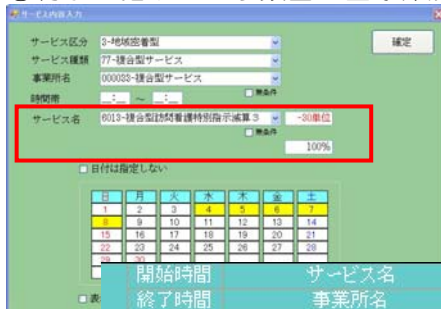 サービス内容入力
サービス区分 3-地域密着型 確定
サービス種類 77-複合型サービス
事業所名 000033-複合型サービス
時間帯 __:__ ～ __:__ 無条件
サービス名 6013-複合型訪問看護特別指示減算3 -30単位
無条件
100%
日付は指定しない
日 月 火 水 木 金 土
1 2 3 4 5 6 7
8 9 10 11 12 13 14
15 16 17 18 19 20 21
22 23 24 25 26 27 28
29 30
開始時間 サービス名
表 終了時間 事業所名